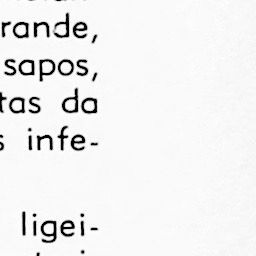 rande,
sapos,
tas da
s infe-
ligei-